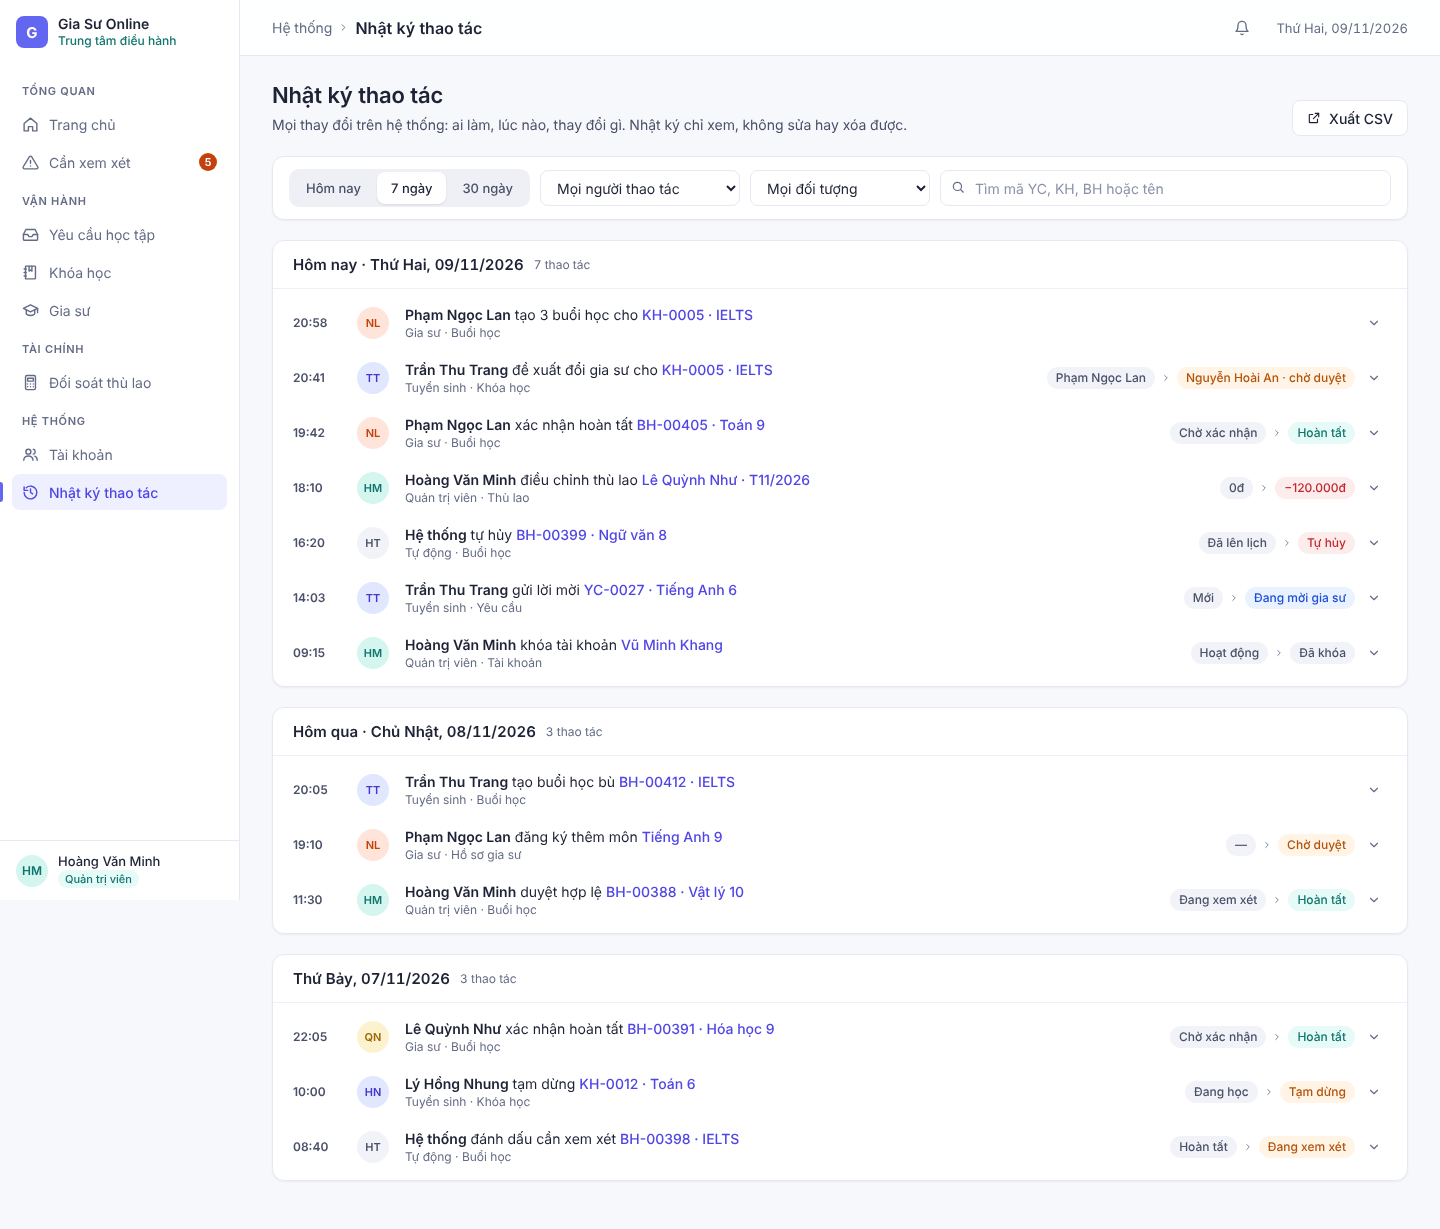 G
Gia Sư Online
Trung tâm điều hành
TỔNG QUAN
Trang chủ
Cần xem xét
5
VẬN HÀNH
Yêu cầu học tập
Khóa học
Gia sư
TÀI CHÍNH
Đối soát thù lao
HỆ THỐNG
Tài khoản
Nhật ký thao tác
HM
Hoàng Văn Minh
Quản trị viên
Hệ thống › Nhật ký thao tác
Thứ Hai, 09/11/2026
Nhật ký thao tác
Mọi thay đổi trên hệ thống: ai làm, lúc nào, thay đổi gì. Nhật ký chỉ xem, không sửa hay xóa được.
Xuất CSV
Hôm nay 7 ngày 30 ngày Mọi người thao tác Mọi đối tượng Tìm mã YC, KH, BH hoặc tên
Hôm nay · Thứ Hai, 09/11/2026 7 thao tác
20:58 NL Phạm Ngọc Lan tạo 3 buổi học cho KH-0005 · IELTS
Gia sư · Buổi học
20:41 TT Trần Thu Trang đề xuất đổi gia sư cho KH-0005 · IELTS Phạm Ngọc Lan › Nguyễn Hoài An · chờ duyệt
Tuyển sinh · Khóa học
19:42 NL Phạm Ngọc Lan xác nhận hoàn tất BH-00405 · Toán 9 Chờ xác nhận › Hoàn tất
Gia sư · Buổi học
18:10 HM Hoàng Văn Minh điều chỉnh thù lao Lê Quỳnh Như · T11/2026 0đ › −120.000đ
Quản trị viên · Thù lao
16:20 HT Hệ thống tự hủy BH-00399 · Ngữ văn 8 Đã lên lịch › Tự hủy
Tự động · Buổi học
14:03 TT Trần Thu Trang gửi lời mời YC-0027 · Tiếng Anh 6 Mới › Đang mời gia sư
Tuyển sinh · Yêu cầu
09:15 HM Hoàng Văn Minh khóa tài khoản Vũ Minh Khang Hoạt động › Đã khóa
Quản trị viên · Tài khoản
Hôm qua · Chủ Nhật, 08/11/2026 3 thao tác
20:05 TT Trần Thu Trang tạo buổi học bù BH-00412 · IELTS
Tuyển sinh · Buổi học
19:10 NL Phạm Ngọc Lan đăng ký thêm môn Tiếng Anh 9 — › Chờ duyệt
Gia sư · Hồ sơ gia sư
11:30 HM Hoàng Văn Minh duyệt hợp lệ BH-00388 · Vật lý 10 Đang xem xét › Hoàn tất
Quản trị viên · Buổi học
Thứ Bảy, 07/11/2026 3 thao tác
22:05 QN Lê Quỳnh Như xác nhận hoàn tất BH-00391 · Hóa học 9 Chờ xác nhận › Hoàn tất
Gia sư · Buổi học
10:00 HN Lý Hồng Nhung tạm dừng KH-0012 · Toán 6 Đang học › Tạm dừng
Tuyển sinh · Khóa học
08:40 HT Hệ thống đánh dấu cần xem xét BH-00398 · IELTS Hoàn tất › Đang xem xét
Tự động · Buổi học